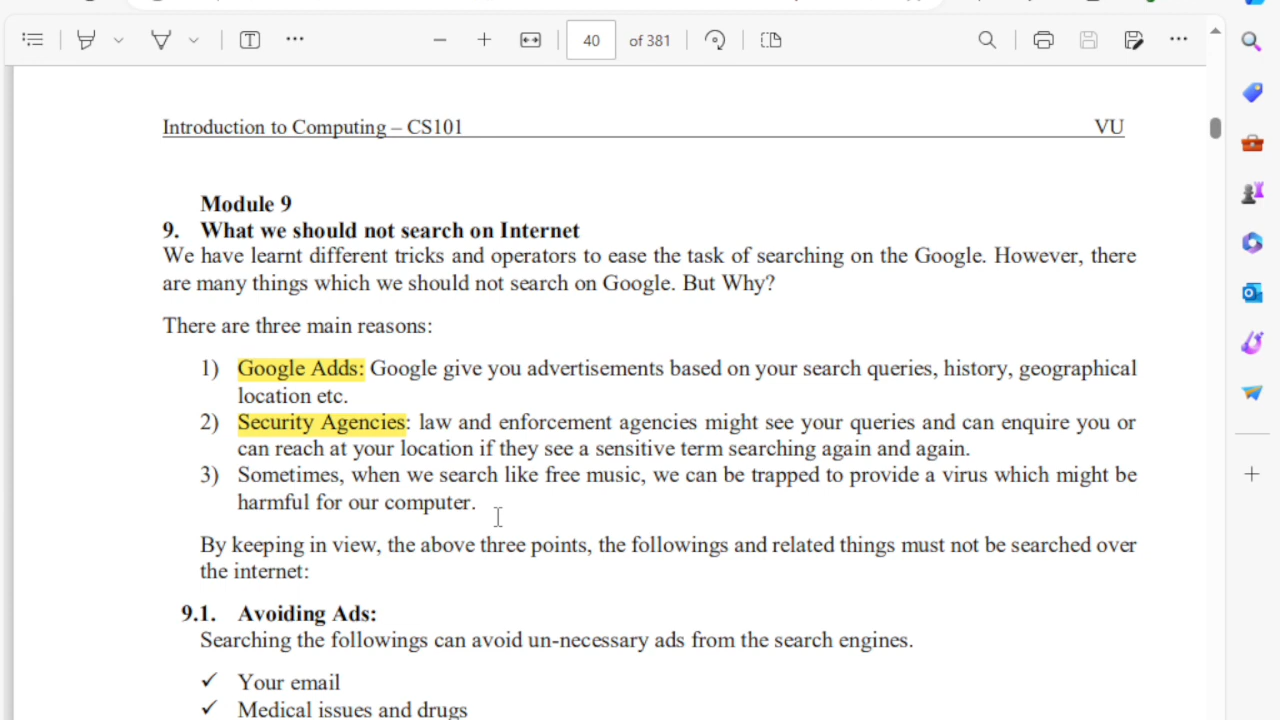 40 of 381
Introduction to Computing – CS101 VU
Module 9
9. What we should not search on Internet
We have learnt different tricks and operators to ease the task of searching on the Google. However, there
are many things which we should not search on Google. But Why?
There are three main reasons:
1) Google Adds: Google give you advertisements based on your search queries, history, geographical
location etc.
2) Security Agencies: law and enforcement agencies might see your queries and can enquire you or
can reach at your location if they see a sensitive term searching again and again.
3) Sometimes, when we search like free music, we can be trapped to provide a virus which might be
harmful for our computer.
By keeping in view, the above three points, the followings and related things must not be searched over
the internet:
9.1. Avoiding Ads:
Searching the followings can avoid un-necessary ads from the search engines.
✓ Your email
✓ Medical issues and drugs